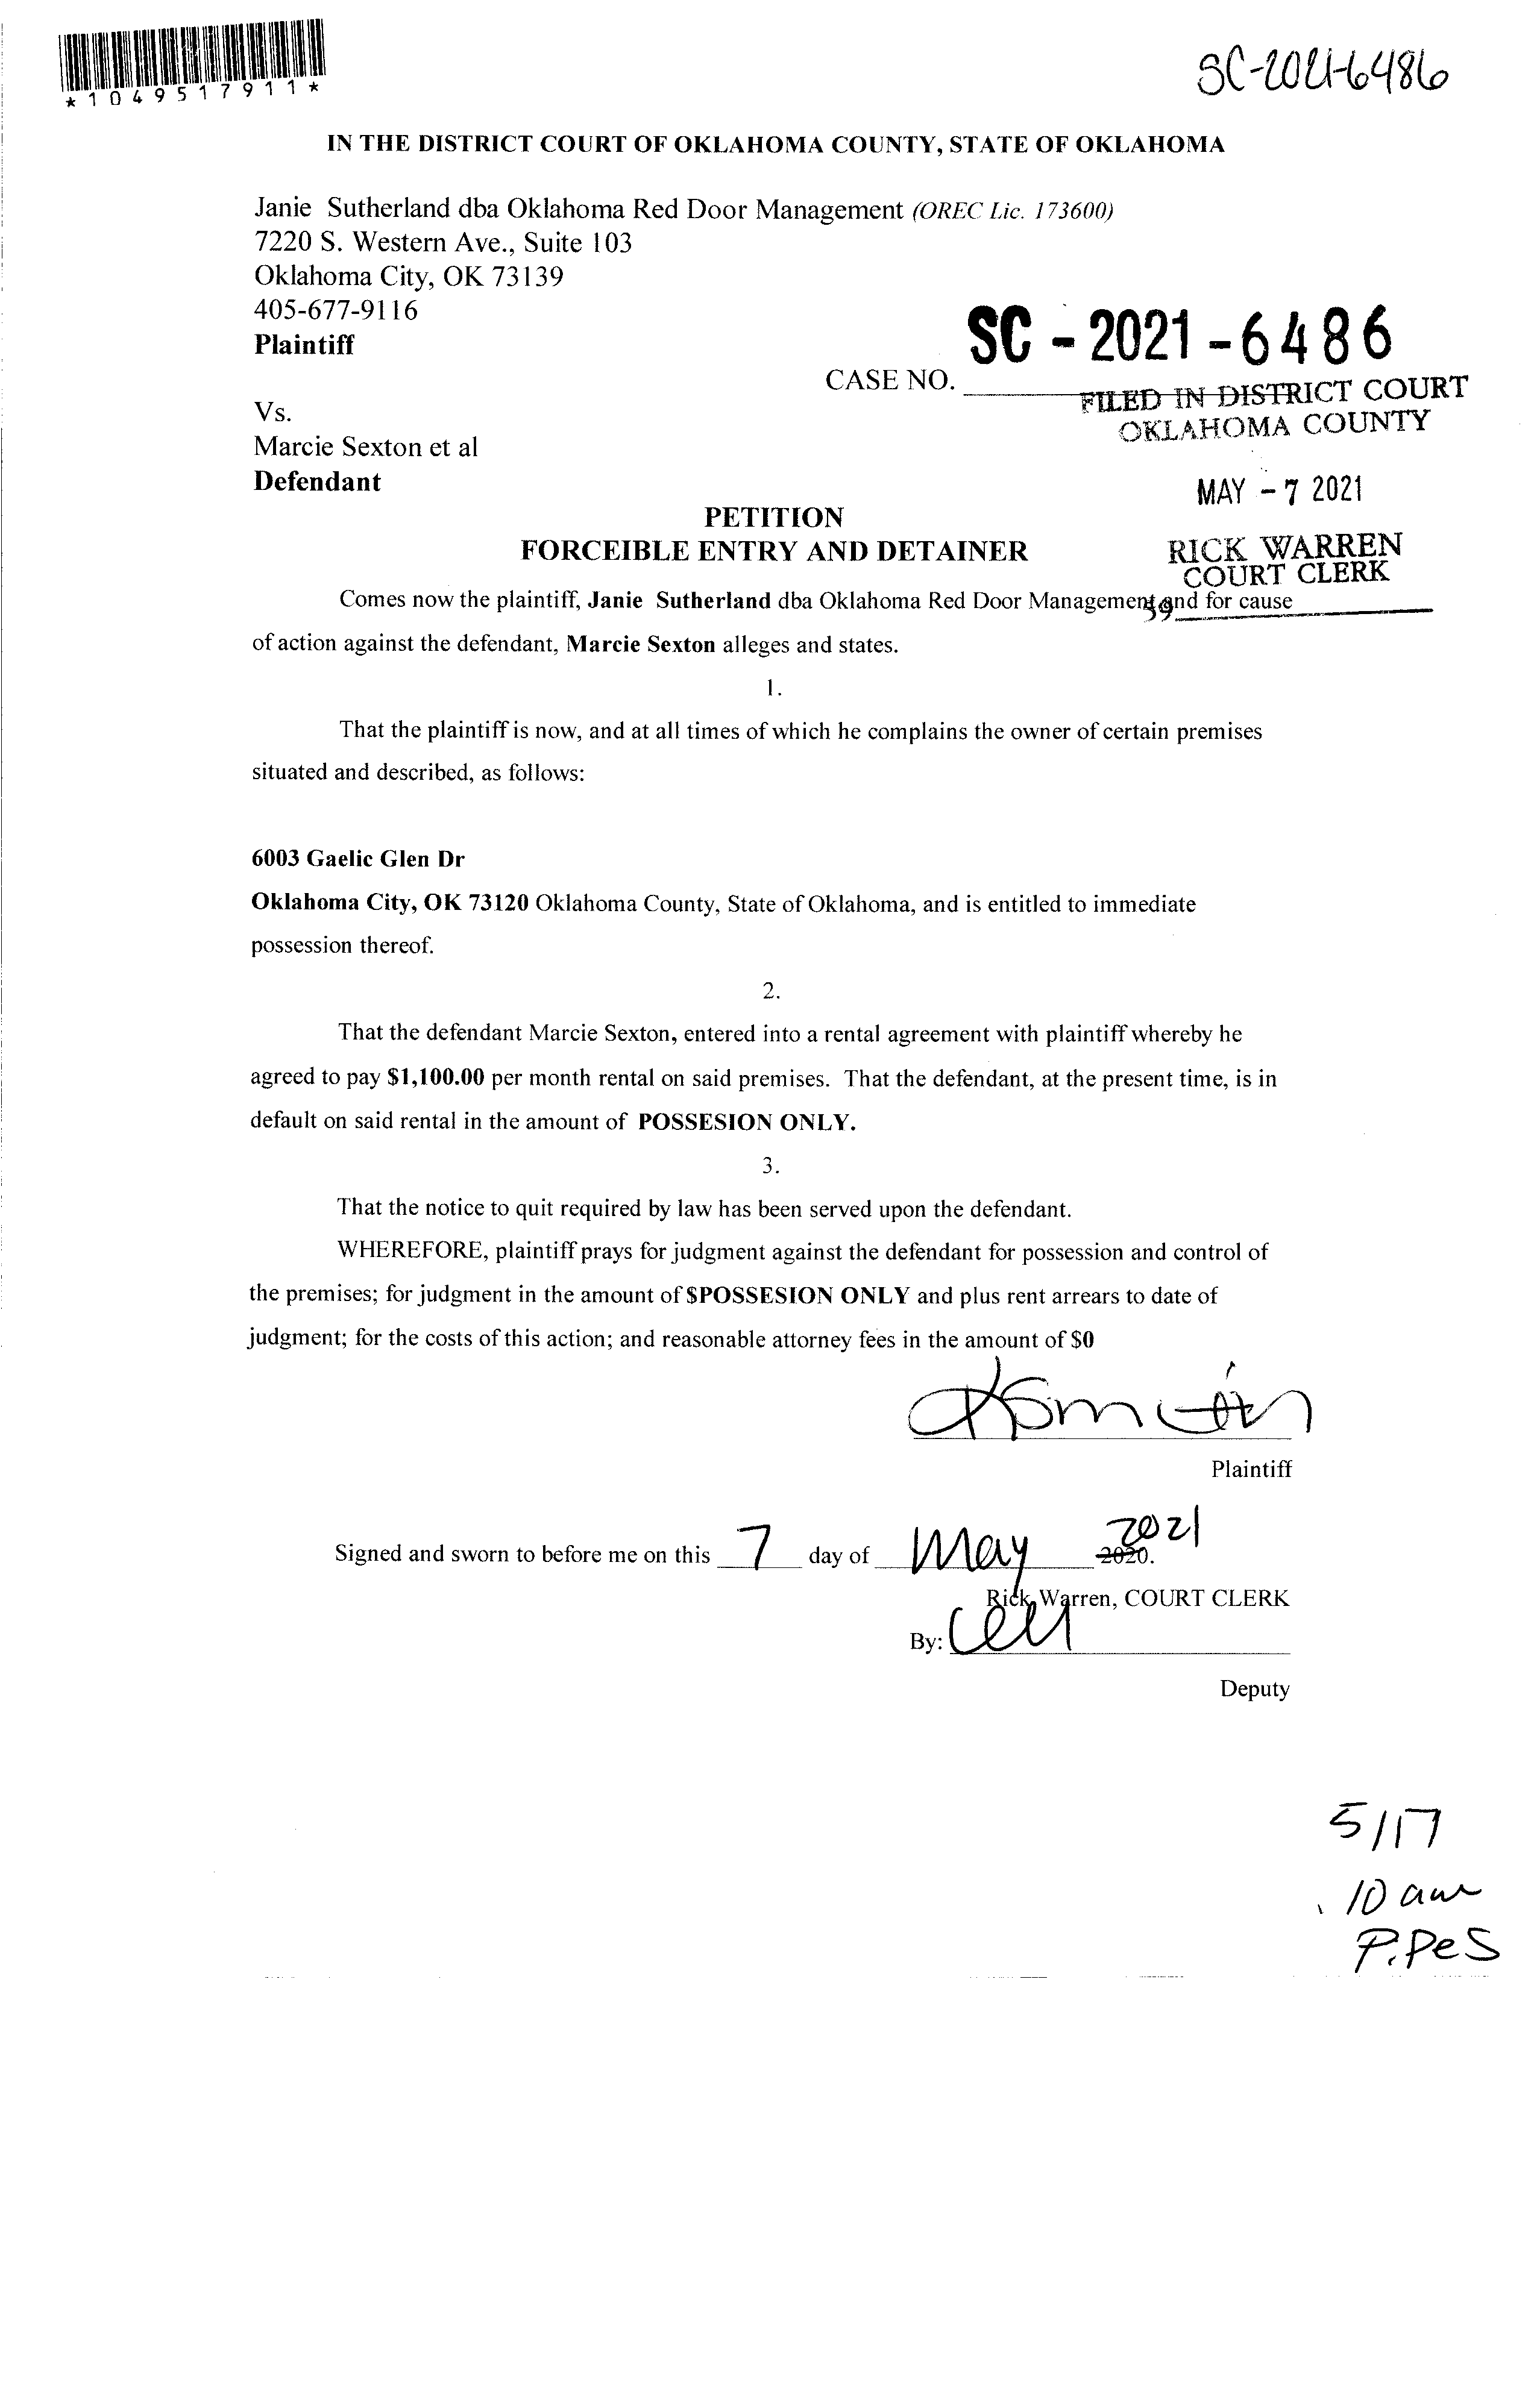 *1049517911*
SC-2021-6486
IN THE DISTRICT COURT OF OKLAHOMA COUNTY, STATE OF OKLAHOMA
Janie Sutherland dba Oklahoma Red Door Management (OREC Lic. 173600)
7220 S. Western Ave., Suite 103
Oklahoma City, OK 73139
405-677-9116
Plaintiff
SC - 2021 - 6486
CASE NO.
FILED IN DISTRICT COURT
OKLAHOMA COUNTY
Vs.
Marcie Sexton et al
Defendant
MAY - 7 2021
PETITION
FORCEIBLE ENTRY AND DETAINER
RICK WARREN
COURT CLERK
39
Comes now the plaintiff, Janie Sutherland dba Oklahoma Red Door Management and for cause
of action against the defendant, Marcie Sexton alleges and states.
1.
That the plaintiff is now, and at all times of which he complains the owner of certain premises
situated and described, as follows:
6003 Gaelic Glen Dr
Oklahoma City, OK 73120 Oklahoma County, State of Oklahoma, and is entitled to immediate
possession thereof.
2.
That the defendant Marcie Sexton, entered into a rental agreement with plaintiff whereby he
agreed to pay $1,100.00 per month rental on said premises. That the defendant, at the present time, is in
default on said rental in the amount of POSSESION ONLY.
3.
That the notice to quit required by law has been served upon the defendant.
WHEREFORE, plaintiff prays for judgment against the defendant for possession and control of
the premises; for judgment in the amount of $POSSESION ONLY and plus rent arrears to date of
judgment; for the costs of this action; and reasonable attorney fees in the amount of $0
Plaintiff
Signed and sworn to before me on this 7 day of May 2021 2020.
Rick Warren, COURT CLERK
By:
Deputy
5/17
10 am
P.Des